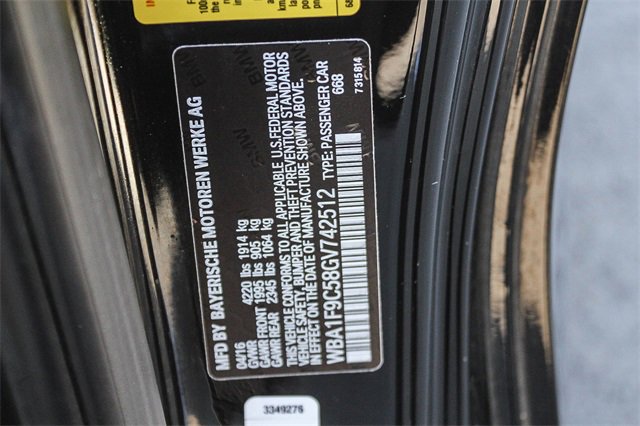 MFD BY BAYERISCHE MOTOREN WERKE AG
04/16
GVWR 4220 lbs 1914 kg
GAWR FRONT 1995 lbs 905 kg
GAWR REAR 2345 lbs 1064 kg
THIS VEHICLE CONFORMS TO ALL APPLICABLE U.S. FEDERAL MOTOR
VEHICLE SAFETY, BUMPER AND THEFT PREVENTION STANDARDS
IN EFFECT ON THE DATE OF MANUFACTURE SHOWN ABOVE.
WBA1F9C58GV742512 TYPE: PASSENGER CAR
668
7315814
3349276